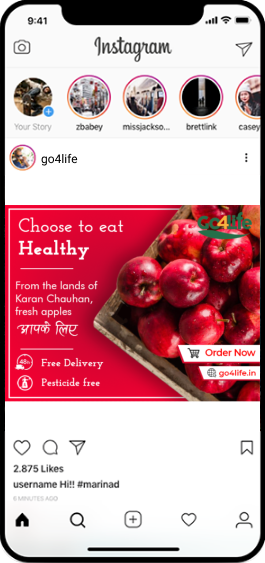 9:41
Instagram
Your Story
zbabey
missjackso...
brettlink
casey
go4life
Go4life
Choose to eat
Healthy
From the lands of
Karan Chauhan,
fresh apples
आपके लिए
48h
Free Delivery
Pesticide free
Order Now
go4life.in
2.875 Likes
username Hi!! #marinad
5 MINUTES AGO